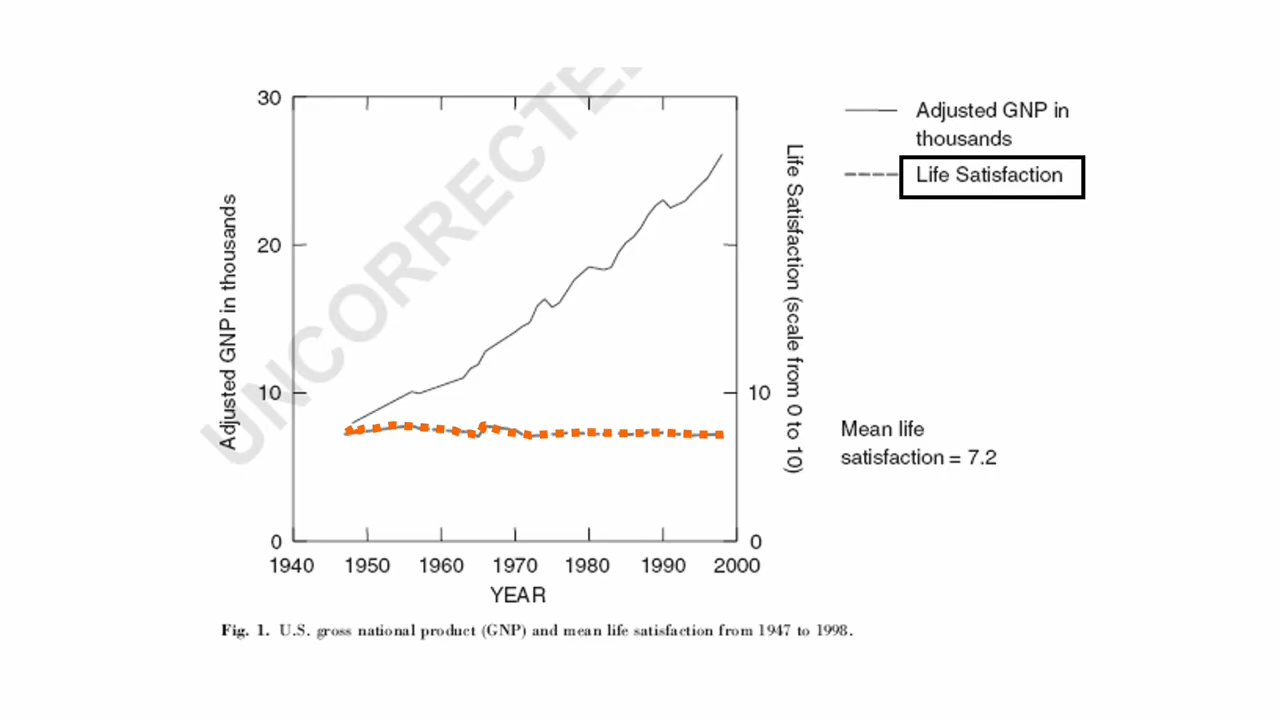 UNCORRECTE
30
20
10
0
Adjusted GNP in thousands
1940 1950 1960 1970 1980 1990 2000
YEAR
10
0
Life Satisfaction (scale from 0 to 10)
Adjusted GNP in
thousands
Life Satisfaction
Mean life
satisfaction = 7.2
Fig. 1. U.S. gross national product (GNP) and mean life satisfaction from 1947 to 1998.